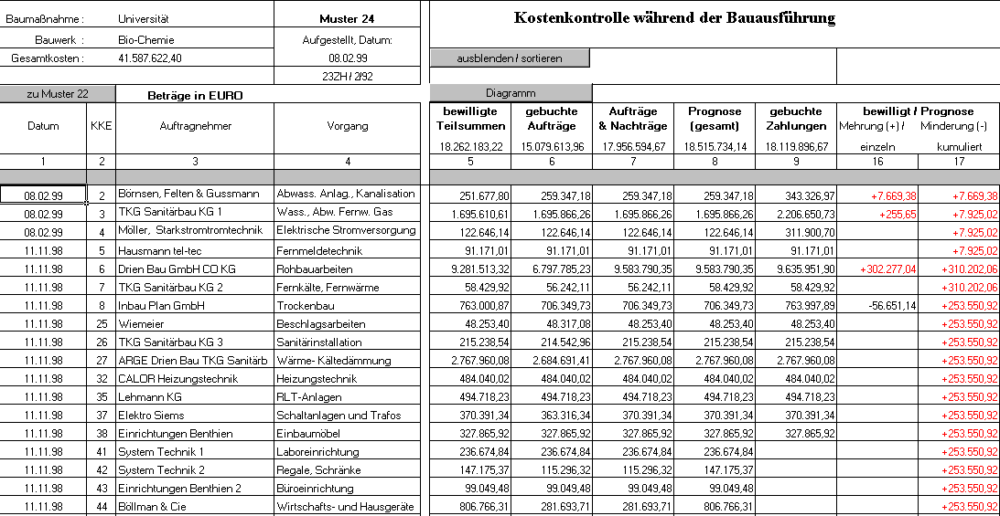 Baumaßnahme : Universität Muster 24 Kostenkontrolle während der Bauausführung
Bauwerk : Bio-Chemie Aufgestellt, Datum:
Gesamtkosten : 41.587.622,40 08.02.99 ausblenden / sortieren
23ZH / 2/92
zu Muster 22 Beträge in EURO Diagramm
bewilligte gebuchte Aufträge Prognose gebuchte bewilligt / Prognose
Datum KKE Auftragnehmer Vorgang Teilsummen Aufträge & Nachträge (gesamt) Zahlungen Mehrung (+) / Minderung (-)
18.262.183,22 15.079.613,96 17.956.594,67 18.515.734,14 18.119.896,67 einzeln kumuliert
1 2 3 4 5 6 7 8 9 16 17
08.02.99 2 Börnsen, Felten & Gussmann Abwass. Anlag., Kanalisation 251.677,80 259.347,18 259.347,18 259.347,18 343.326,97 +7.669,38 +7.669,38
08.02.99 3 TKG Sanitärbau KG 1 Wass., Abw. Fernw. Gas 1.695.610,61 1.695.866,26 1.695.866,26 1.695.866,26 2.206.650,73 +255,65 +7.925,02
08.02.99 4 Möller, Starkstromtromtechnik Elektrische Stromversorgung 122.646,14 122.646,14 122.646,14 122.646,14 311.900,70 +7.925,02
11.11.98 5 Hausmann tel-tec Fernmeldetechnik 91.171,01 91.171,01 91.171,01 91.171,01 91.171,01 +7.925,02
11.11.98 6 Drien Bau GmbH CO KG Rohbauarbeiten 9.281.513,32 6.797.785,23 9.583.790,35 9.583.790,35 9.635.951,90 +302.277,04 +310.202,06
11.11.98 7 TKG Sanitärbau KG 2 Fernkälte, Fernwärme 58.429,92 56.242,11 56.242,11 58.429,92 58.429,92 +310.202,06
11.11.98 8 Inbau Plan GmbH Trockenbau 763.000,87 706.349,73 706.349,73 706.349,73 763.997,89 -56.651,14 +253.550,92
11.11.98 25 Wiemeier Beschlagsarbeiten 48.253,40 48.317,08 48.253,40 48.253,40 48.253,40 +253.550,92
11.11.98 26 TKG Sanitärbau KG 3 Sanitärinstallation 215.238,54 214.542,96 215.238,54 215.238,54 215.238,54 +253.550,92
11.11.98 27 ARGE Drien Bau TKG Sanitärb Wärme- Kältedämmung 2.767.960,08 2.684.691,41 2.767.960,08 2.767.960,08 2.767.960,08 +253.550,92
11.11.98 32 CALOR Heizungstechnik Heizungstechnik 484.040,02 484.040,02 484.040,02 484.040,02 484.040,02 +253.550,92
11.11.98 35 Lehmann KG RLT-Anlagen 494.718,23 494.718,23 494.718,23 494.718,23 494.718,23 +253.550,92
11.11.98 37 Elektro Siems Schaltanlagen und Trafos 370.391,34 363.316,34 370.391,34 370.391,34 370.391,34 +253.550,92
11.11.98 38 Einrichtungen Benthien Einbaumöbel 327.865,92 327.865,92 327.865,92 327.865,92 327.865,92 +253.550,92
11.11.98 41 System Technik 1 Laboreinrichtung 236.674,84 236.674,84 236.674,84 236.674,84 +253.550,92
11.11.98 42 System Technik 2 Regale, Schränke 147.175,37 115.296,32 115.296,32 147.175,37 +253.550,92
11.11.98 43 Einrichtungen Benthien 2 Büroeinrichtung 99.049,48 99.049,48 99.049,48 99.049,48 +253.550,92
11.11.98 44 Böllman & Cie Wirtschafts- und Hausgeräte 806.766,31 281.693,71 281.693,71 806.766,31 +253.550,92